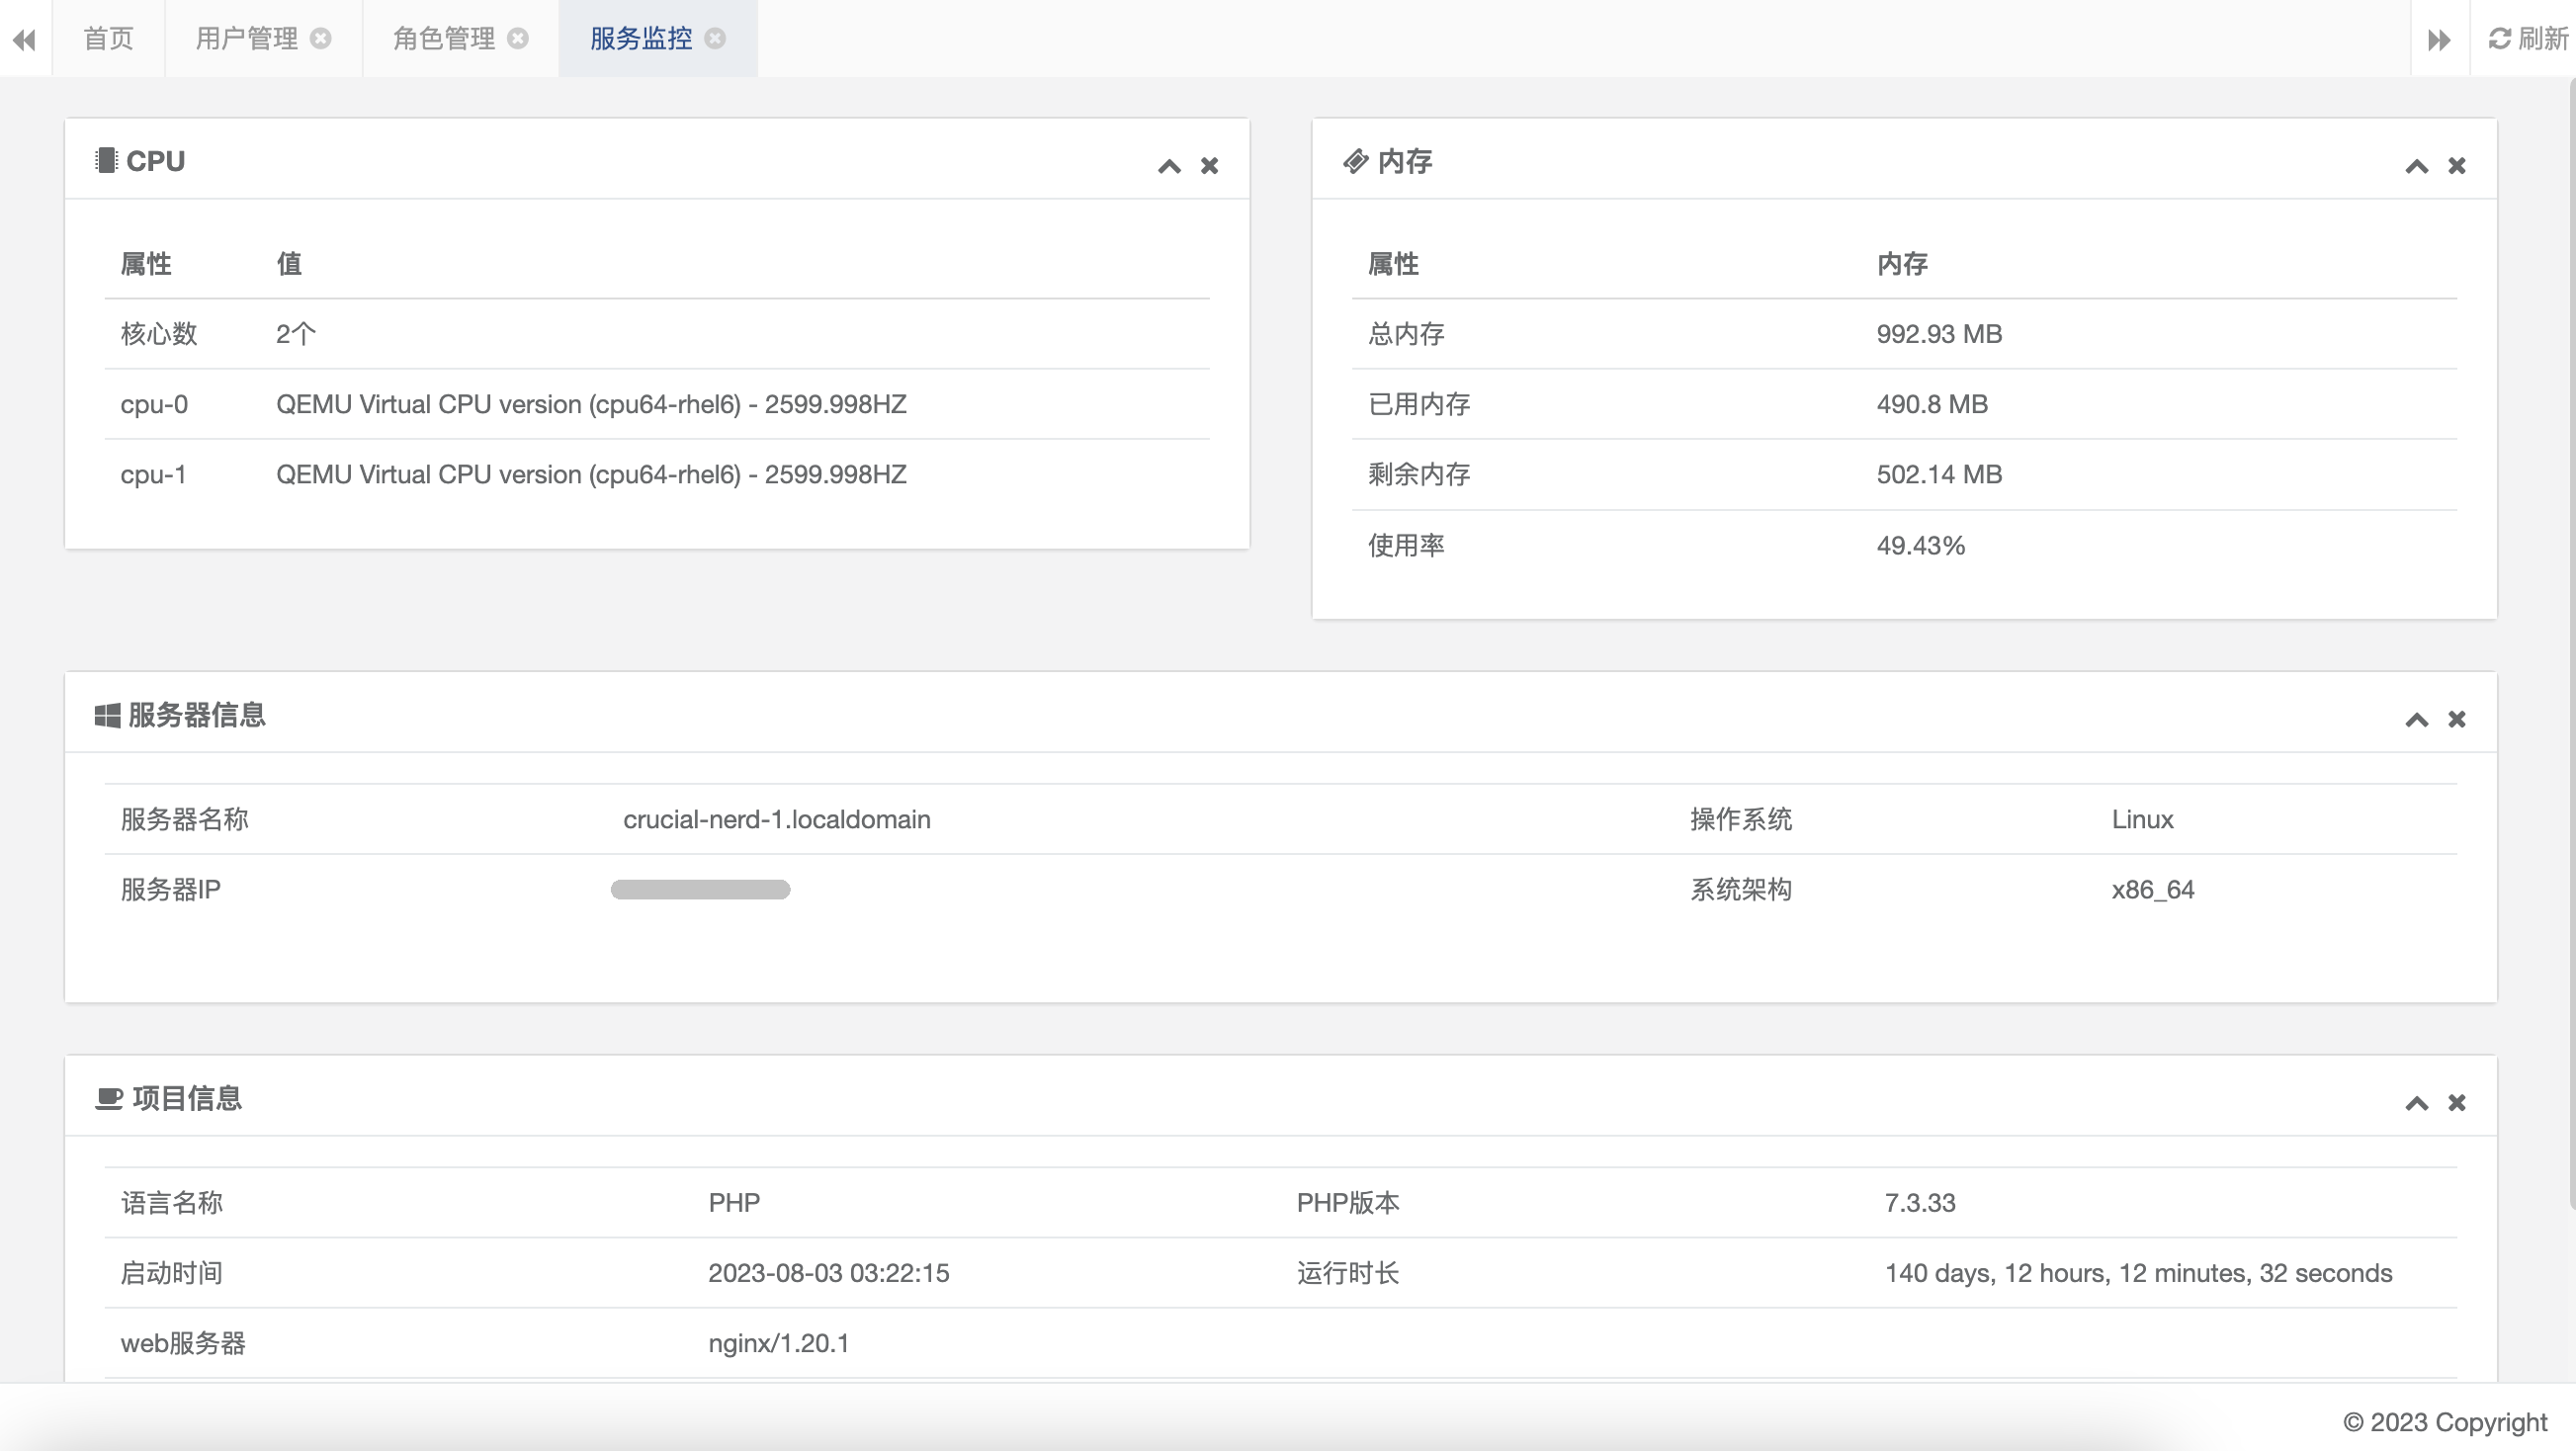 首页 用户管理 角色管理 服务监控 刷新
CPU
属性 值
核心数 2个
cpu-0 QEMU Virtual CPU version (cpu64-rhel6) - 2599.998HZ
cpu-1 QEMU Virtual CPU version (cpu64-rhel6) - 2599.998HZ
内存
属性 内存
总内存 992.93 MB
已用内存 490.8 MB
剩余内存 502.14 MB
使用率 49.43%
服务器信息
服务器名称 crucial-nerd-1.localdomain 操作系统 Linux
服务器IP 系统架构 x86_64
项目信息
语言名称 PHP PHP版本 7.3.33
启动时间 2023-08-03 03:22:15 运行时长 140 days, 12 hours, 12 minutes, 32 seconds
web服务器 nginx/1.20.1
© 2023 Copyright